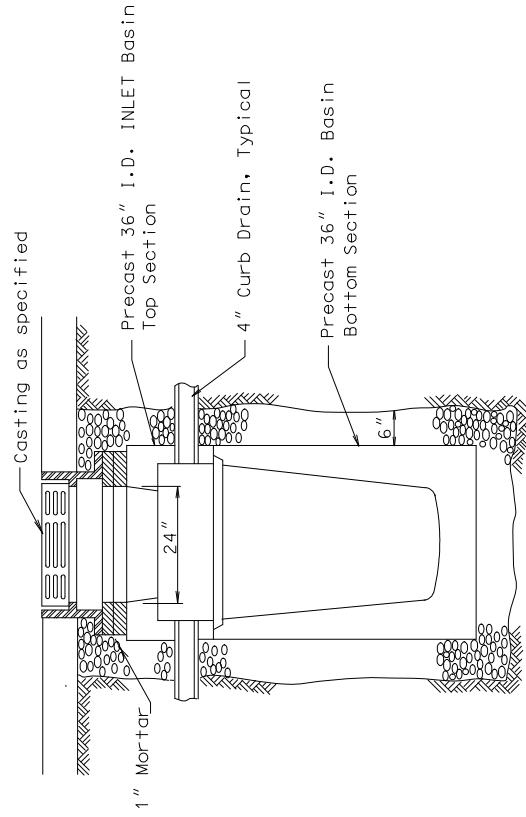 Casting as specified
Precast 36" I.D. INLET Basin
Top Section
4" Curb Drain, Typical
Precast 36" I.D. Basin
Bottom Section
6"
24"
1" Mortar